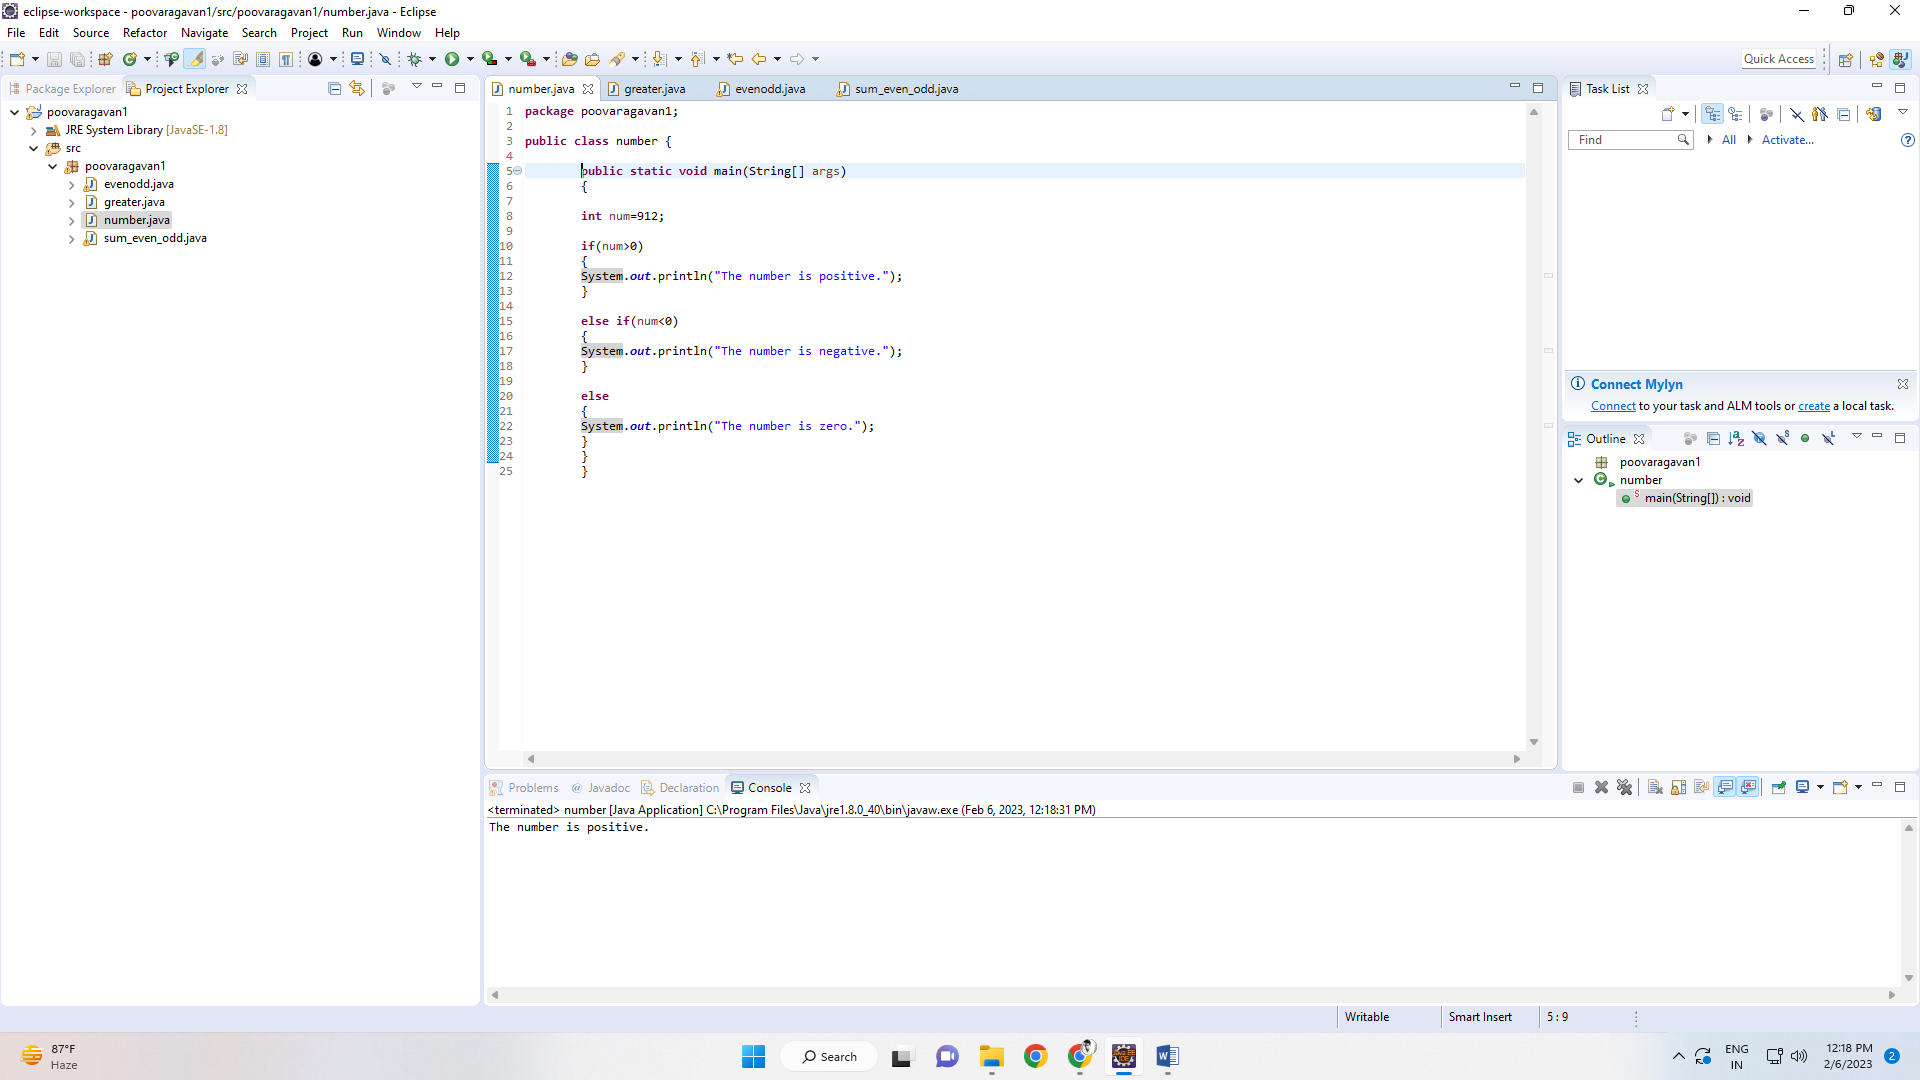 eclipse-workspace - poovaragavan1/src/poovaragavan1/number.java - Eclipse
File Edit Source Refactor Navigate Search Project Run Window Help
Quick Access
Package Explorer Project Explorer
poovaragavan1
JRE System Library [JavaSE-1.8]
src
poovaragavan1
evenodd.java
greater.java
number.java
sum_even_odd.java
number.java greater.java evenodd.java sum_even_odd.java
1 package poovaragavan1;
2
3 public class number {
4
5 public static void main(String[] args)
6 {
7
8 int num=912;
9
10 if(num>0)
11 {
12 System.out.println("The number is positive.");
13 }
14
15 else if(num<0)
16 {
17 System.out.println("The number is negative.");
18 }
19
20 else
21 {
22 System.out.println("The number is zero.");
23 }
24 }
25 }
Task List
Find All Activate...
Connect Mylyn
Connect to your task and ALM tools or create a local task.
Outline
poovaragavan1
number
main(String[]) : void
Problems @ Javadoc Declaration Console
<terminated> number [Java Application] C:\Program Files\Java\jre1.8.0_40\bin\javaw.exe (Feb 6, 2023, 12:18:31 PM)
The number is positive.
Writable Smart Insert 5 : 9
87°F
Haze
Search
ENG
IN
12:18 PM
2/6/2023
2